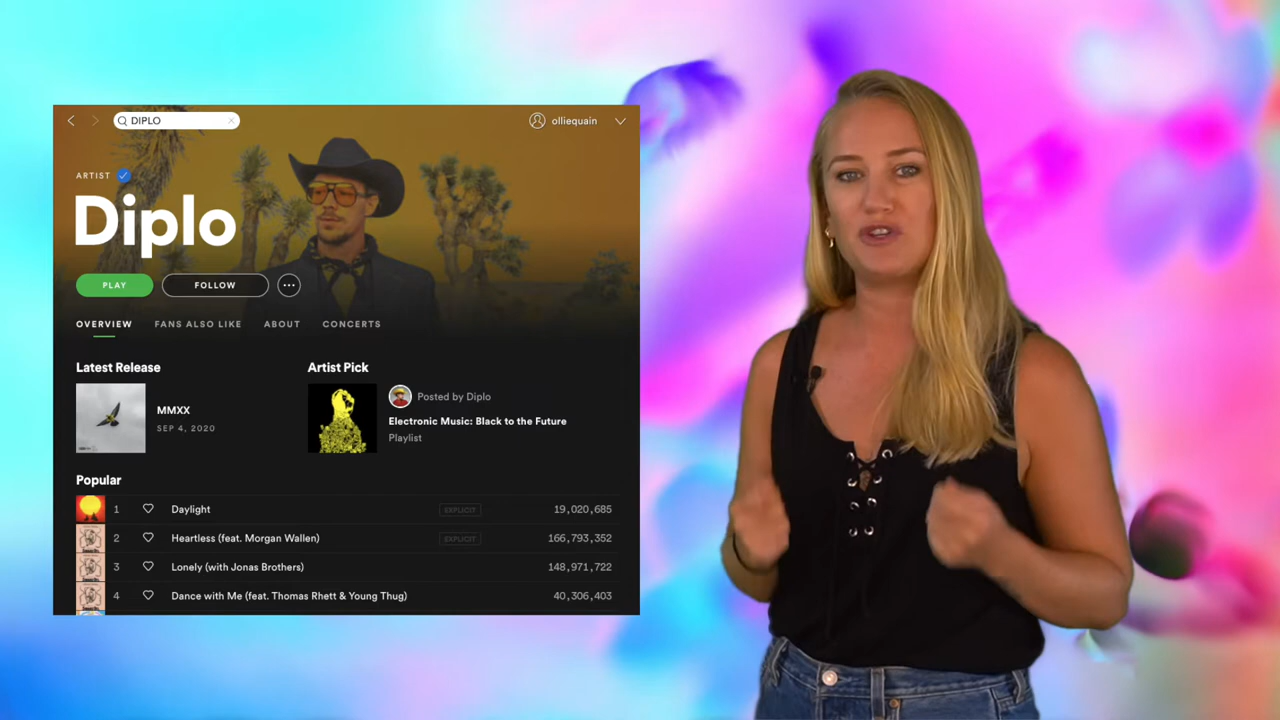 DIPLO
olliequain
ARTIST
Diplo
PLAY
FOLLOW
OVERVIEW
FANS ALSO LIKE
ABOUT
CONCERTS
Latest Release
MMXX
SEP 4, 2020
Artist Pick
Posted by Diplo
Electronic Music: Black to the Future
Playlist
Popular
1 Daylight EXPLICIT 19,020,685
2 Heartless (feat. Morgan Wallen) EXPLICIT 166,793,352
3 Lonely (with Jonas Brothers) 148,971,722
4 Dance with Me (feat. Thomas Rhett & Young Thug) 40,306,403